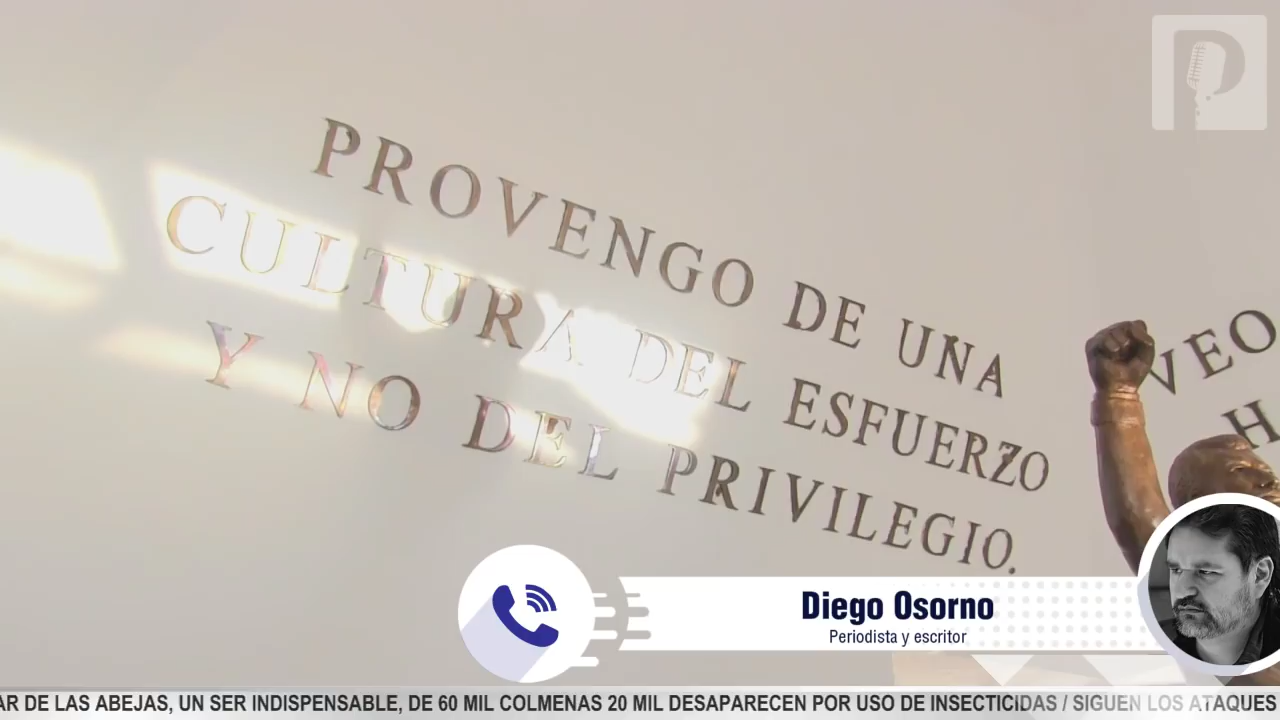 PROVENGO DE UNA
CULTURA DEL ESFUERZO
Y NO DEL PRIVILEGIO.
VEO
H
Diego Osorno
Periodista y escritor
AR DE LAS ABEJAS, UN SER INDISPENSABLE, DE 60 MIL COLMENAS 20 MIL DESAPARECEN POR USO DE INSECTICIDAS / SIGUEN LOS ATAQUES